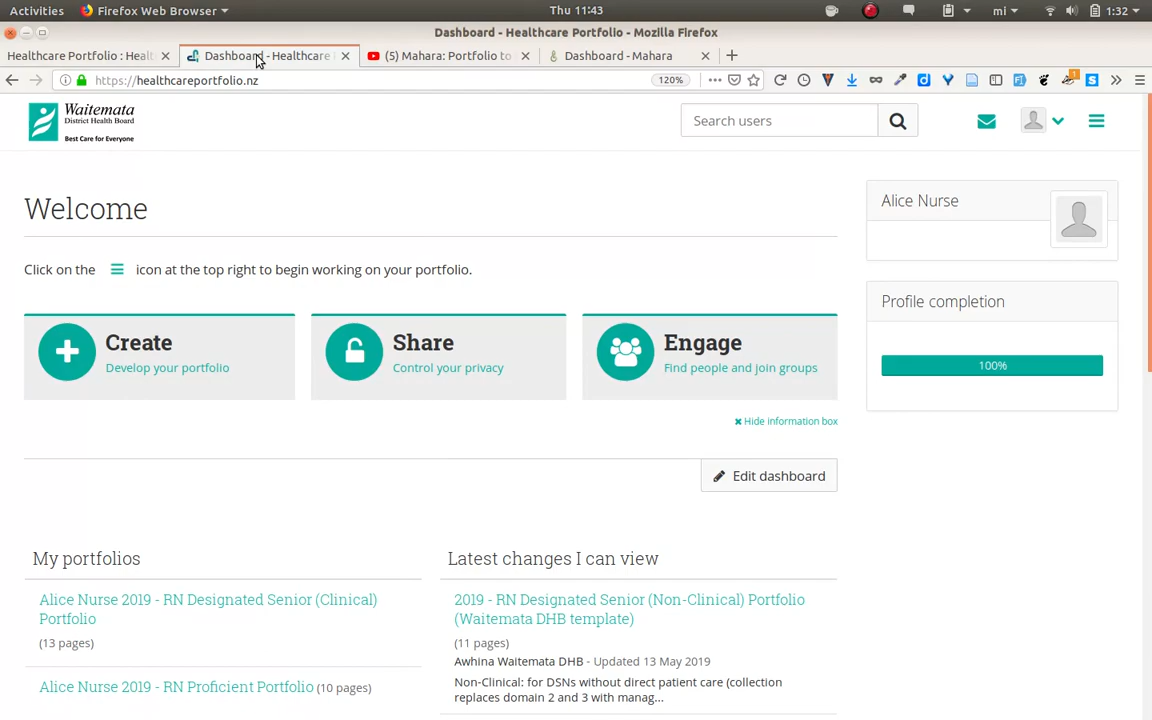 Activities Firefox Web Browser Thu 11:43 mi 1:32
Dashboard - Healthcare Portfolio - Mozilla Firefox
Healthcare Portfolio : Healt Dashboard - Healthcare (5) Mahara: Portfolio to Dashboard - Mahara
https://healthcareportfolio.nz 120% 1
Waitemata
District Health Board
Best Care for Everyone
Search users
Welcome
Alice Nurse
Click on the icon at the top right to begin working on your portfolio.
Profile completion
100%
Create
Develop your portfolio
Share
Control your privacy
Engage
Find people and join groups
Hide information box
Edit dashboard
My portfolios
Alice Nurse 2019 - RN Designated Senior (Clinical)
Portfolio
(13 pages)
Alice Nurse 2019 - RN Proficient Portfolio (10 pages)
Latest changes I can view
2019 - RN Designated Senior (Non-Clinical) Portfolio
(Waitemata DHB template)
(11 pages)
Awhina Waitemata DHB - Updated 13 May 2019
Non-Clinical: for DSNs without direct patient care (collection
replaces domain 2 and 3 with manag...